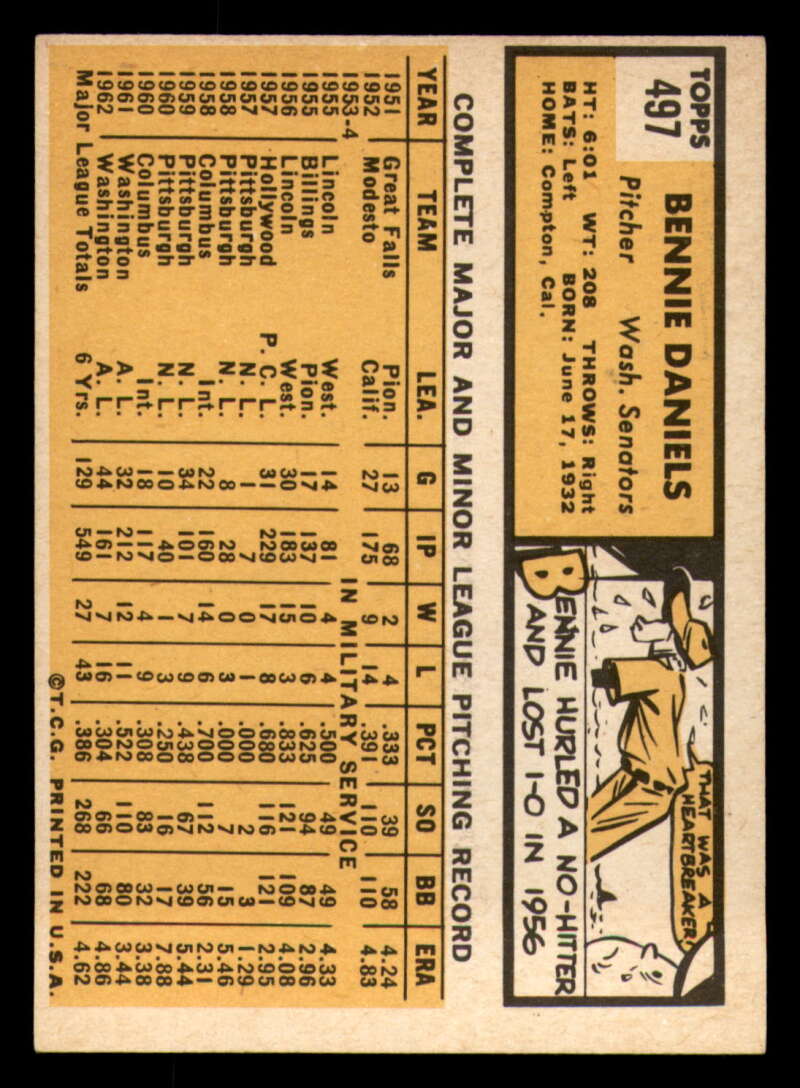 TOPPS
497
BENNIE DANIELS
Pitcher Wash. Senators
HT: 6:01 WT: 208 THROWS: Right
BATS: Left BORN: June 17, 1932
HOME: Compton, Cal.
THAT WAS A
HEARTBREAKER!
BENNIE HURLED A NO-HITTER
AND LOST 1-0 IN 1956
COMPLETE MAJOR AND MINOR LEAGUE PITCHING RECORD
YEAR TEAM LEA. G IP W L PCT SO BB ERA
1951 Great Falls Pion. 13 68 2 4 .333 39 58 4.24
1952 Modesto Calif. 27 175 9 14 .391 110 110 4.83
1953-4 IN MILITARY SERVICE
1955 Lincoln West. 14 81 4 4 .500 49 49 4.33
1955 Billings Pion. 17 137 10 6 .625 94 87 2.96
1956 Lincoln West. 30 183 15 3 .833 121 109 4.08
1957 Hollywood P. C. L. 31 229 17 8 .680 116 121 2.95
1957 Pittsburgh N. L. 1 7 0 1 .000 2 3 1.29
1958 Pittsburgh N. L. 8 28 0 3 .000 7 15 5.46
1958 Columbus Int. 22 160 14 6 .700 112 56 2.31
1959 Pittsburgh N. L. 34 101 7 9 .438 67 39 5.44
1960 Pittsburgh N. L. 10 40 1 3 .250 16 17 7.88
1960 Columbus Int. 18 117 4 9 .308 83 32 3.38
1961 Washington A. L. 32 212 12 11 .522 110 80 3.44
1962 Washington A. L. 44 161 7 16 .304 66 68 4.86
Major League Totals 6 Yrs. 129 549 27 43 .386 268 222 4.62
©T.C.G. PRINTED IN U.S.A.